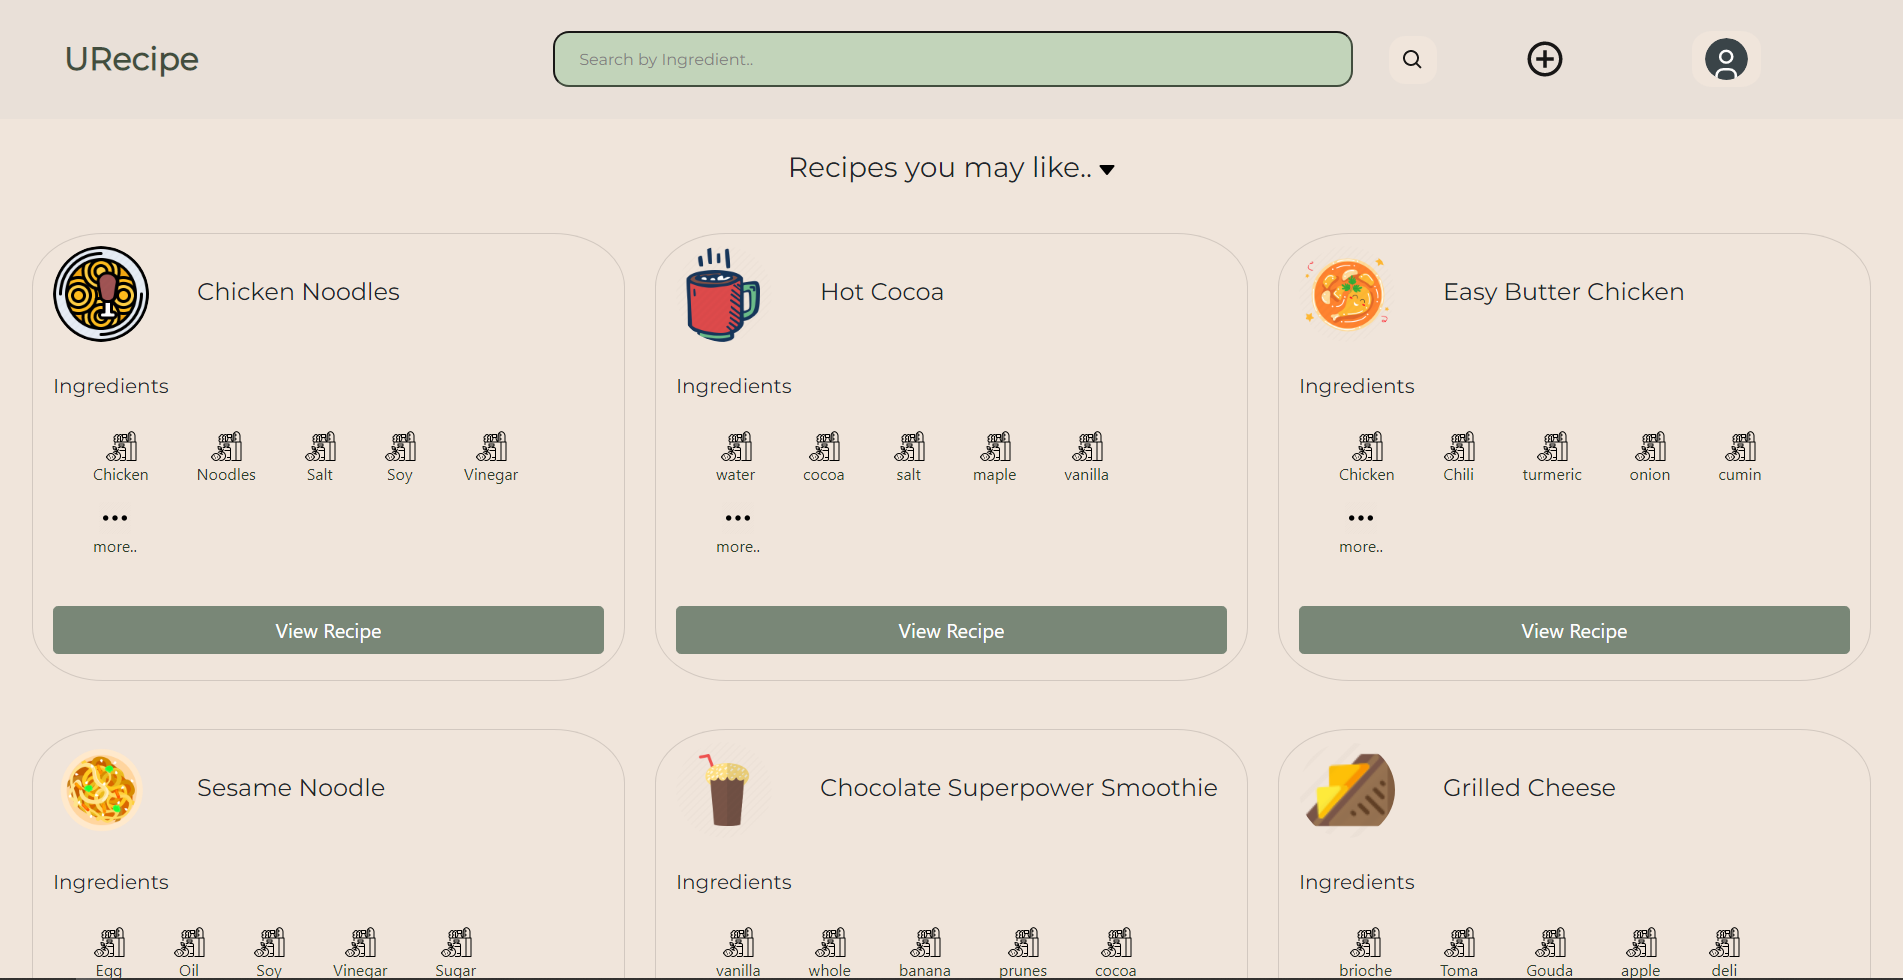 URecipe
Search by Ingredient..
Recipes you may like..
Chicken Noodles
Ingredients
Chicken Noodles Salt Soy Vinegar
more..
View Recipe
Hot Cocoa
Ingredients
water cocoa salt maple vanilla
more..
View Recipe
Easy Butter Chicken
Ingredients
Chicken Chili turmeric onion cumin
more..
View Recipe
Sesame Noodle
Ingredients
Egg Oil Soy Vinegar Sugar
Chocolate Superpower Smoothie
Ingredients
vanilla whole banana prunes cocoa
Grilled Cheese
Ingredients
brioche Toma Gouda apple deli